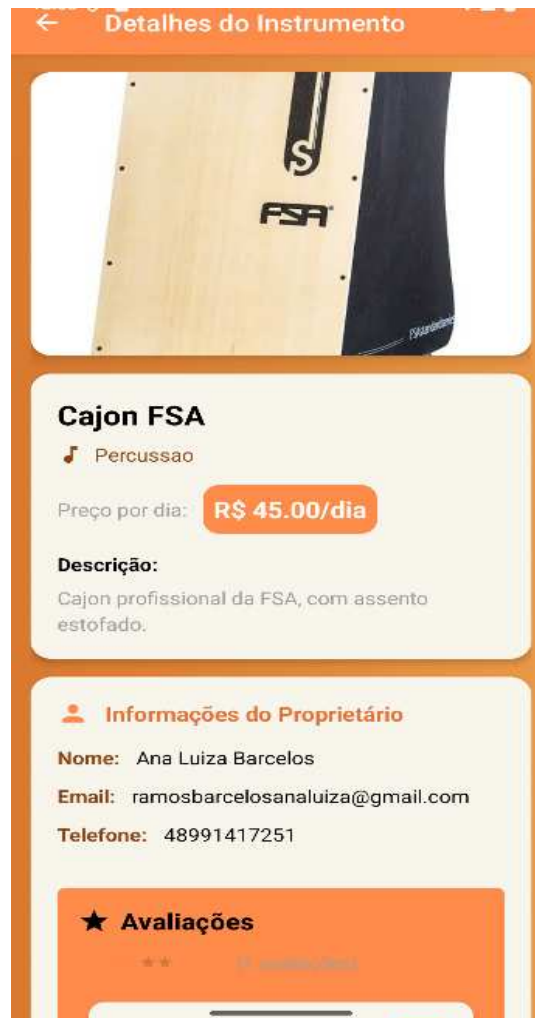 Detalhes do Instrumento
S
FSA
Cajon FSA
Percussao
Preço por dia: R$ 45.00/dia
Descrição:
Cajon profissional da FSA, com assento
estofado.
Informações do Proprietário
Nome: Ana Luiza Barcelos
Email: ramosbarcelosanaluiza@gmail.com
Telefone: 48991417251
Avaliações